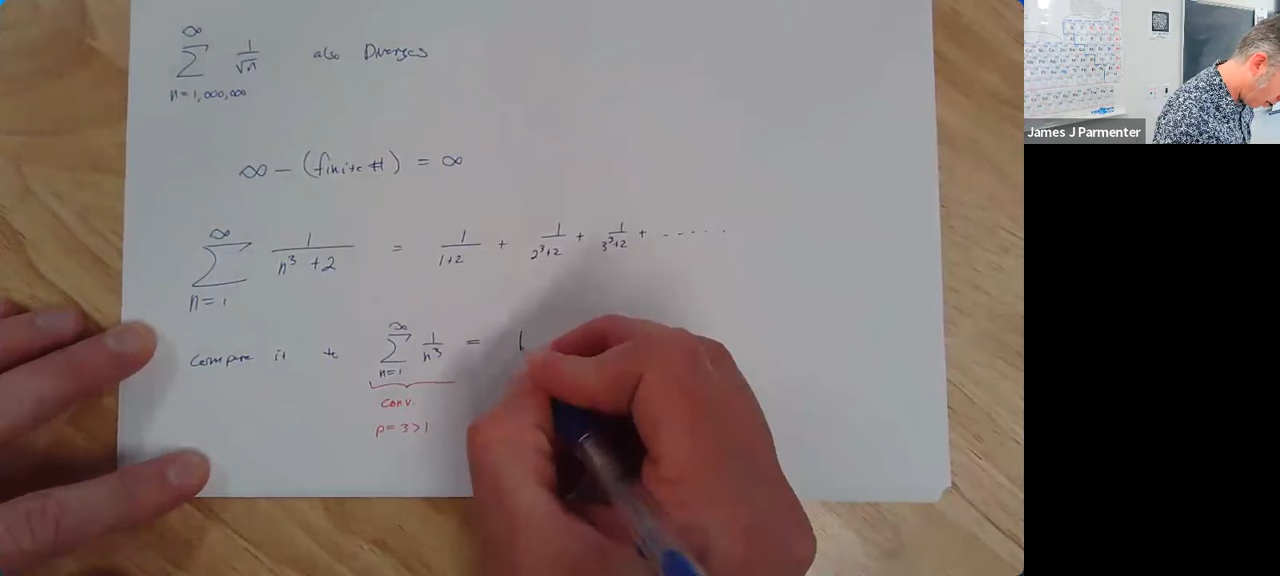 ∞
∑ 1/√n also Diverges
n = 1,000,000
∞ − (finite #) = ∞
∞
∑ 1/(n³ + 2) = 1/(1+2) + 1/(2³+2) + 1/(3³+2) + .....
n = 1
∞
Compare it to ∑ 1/n³ = 1
n=1
Conv.
p = 3 > 1
James J Parmenter